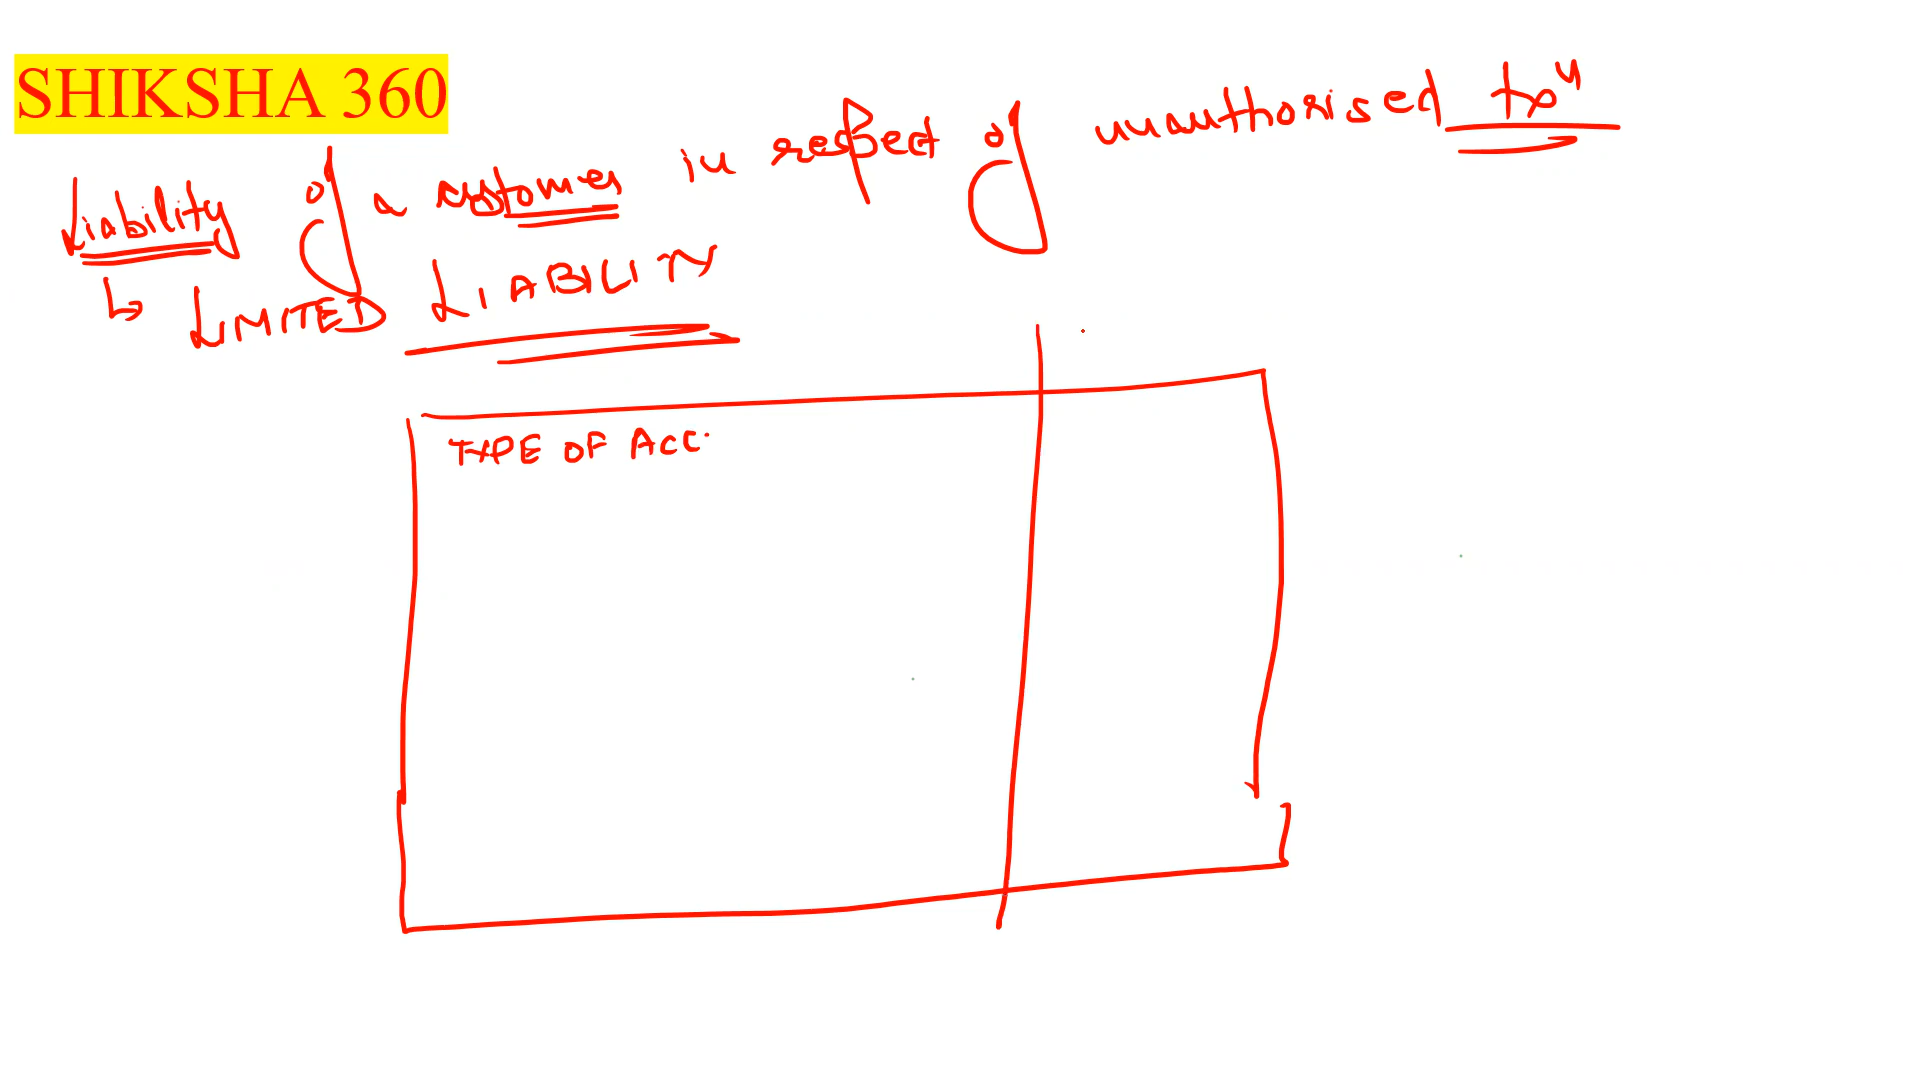 SHIKSHA 360
Liability of a customer in respect of unauthorised txn
↳ LIMITED LIABILITY
TYPE OF ACC.